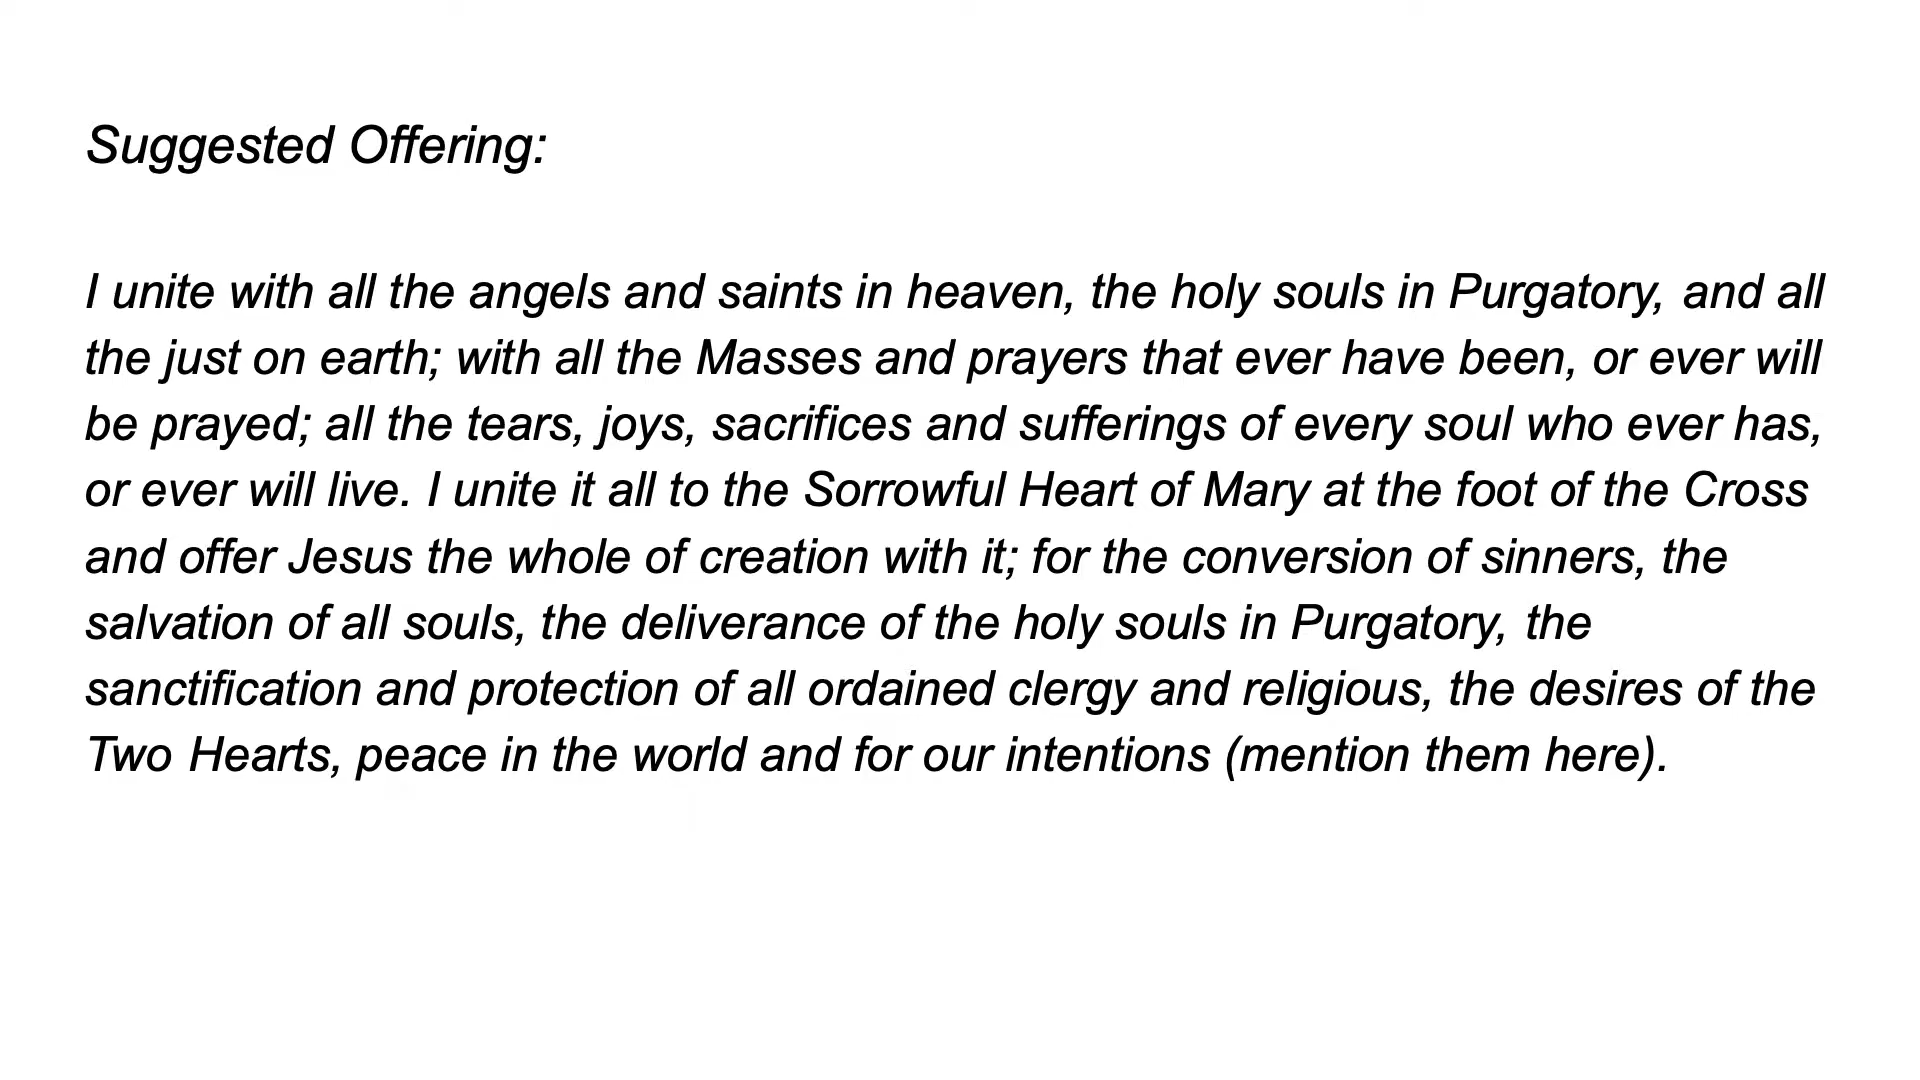 Suggested Offering:
I unite with all the angels and saints in heaven, the holy souls in Purgatory, and all
the just on earth; with all the Masses and prayers that ever have been, or ever will
be prayed; all the tears, joys, sacrifices and sufferings of every soul who ever has,
or ever will live. I unite it all to the Sorrowful Heart of Mary at the foot of the Cross
and offer Jesus the whole of creation with it; for the conversion of sinners, the
salvation of all souls, the deliverance of the holy souls in Purgatory, the
sanctification and protection of all ordained clergy and religious, the desires of the
Two Hearts, peace in the world and for our intentions (mention them here).